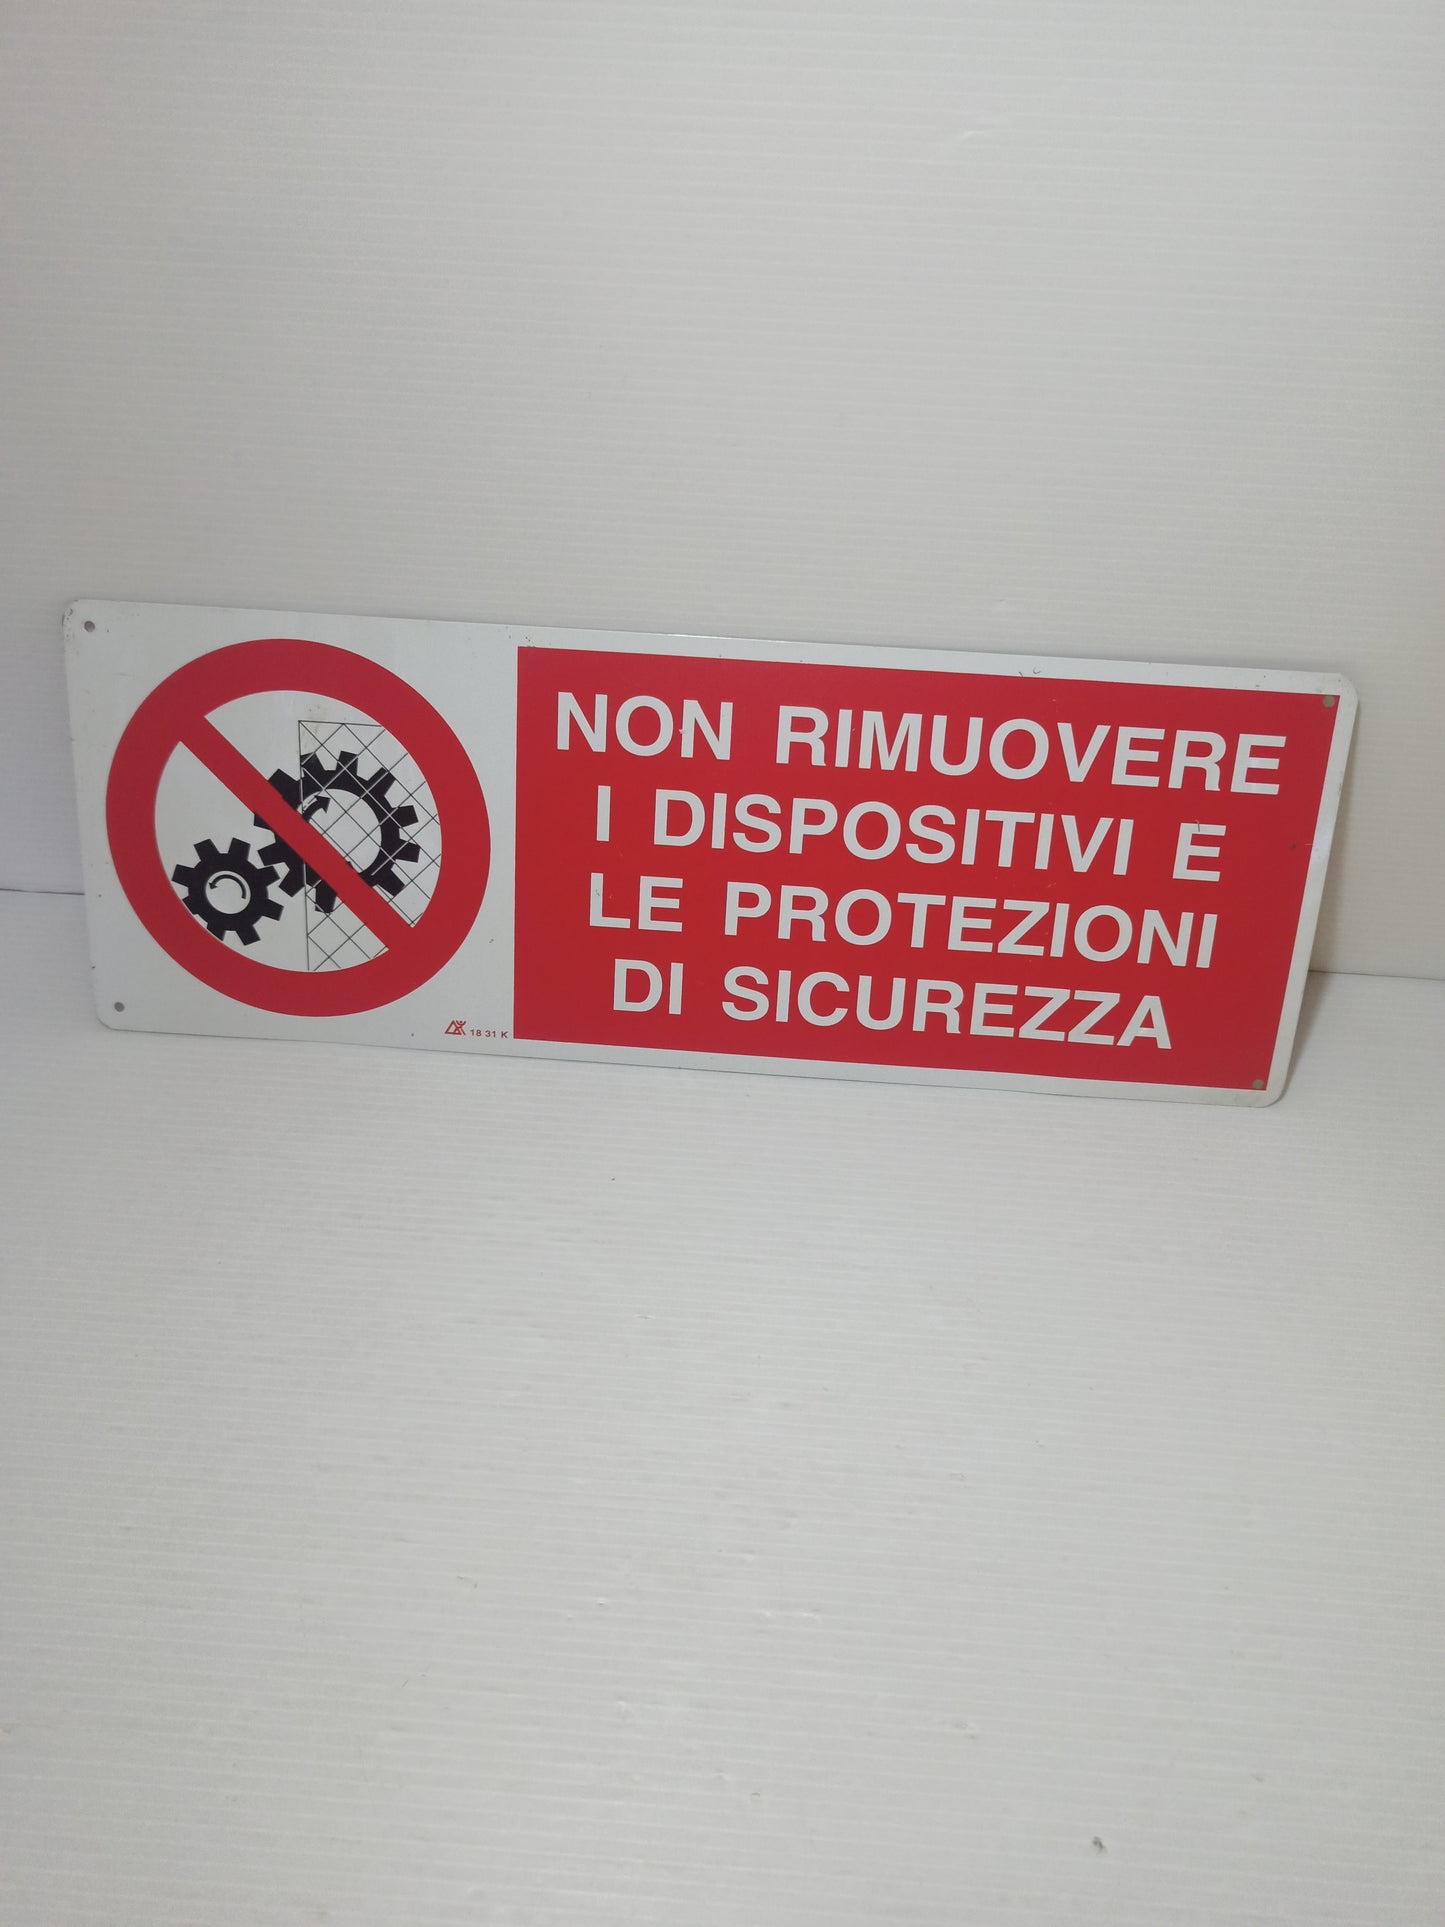 NON RIMUOVERE
I DISPOSITIVI E
LE PROTEZIONI
DI SICUREZZA
18 31 K